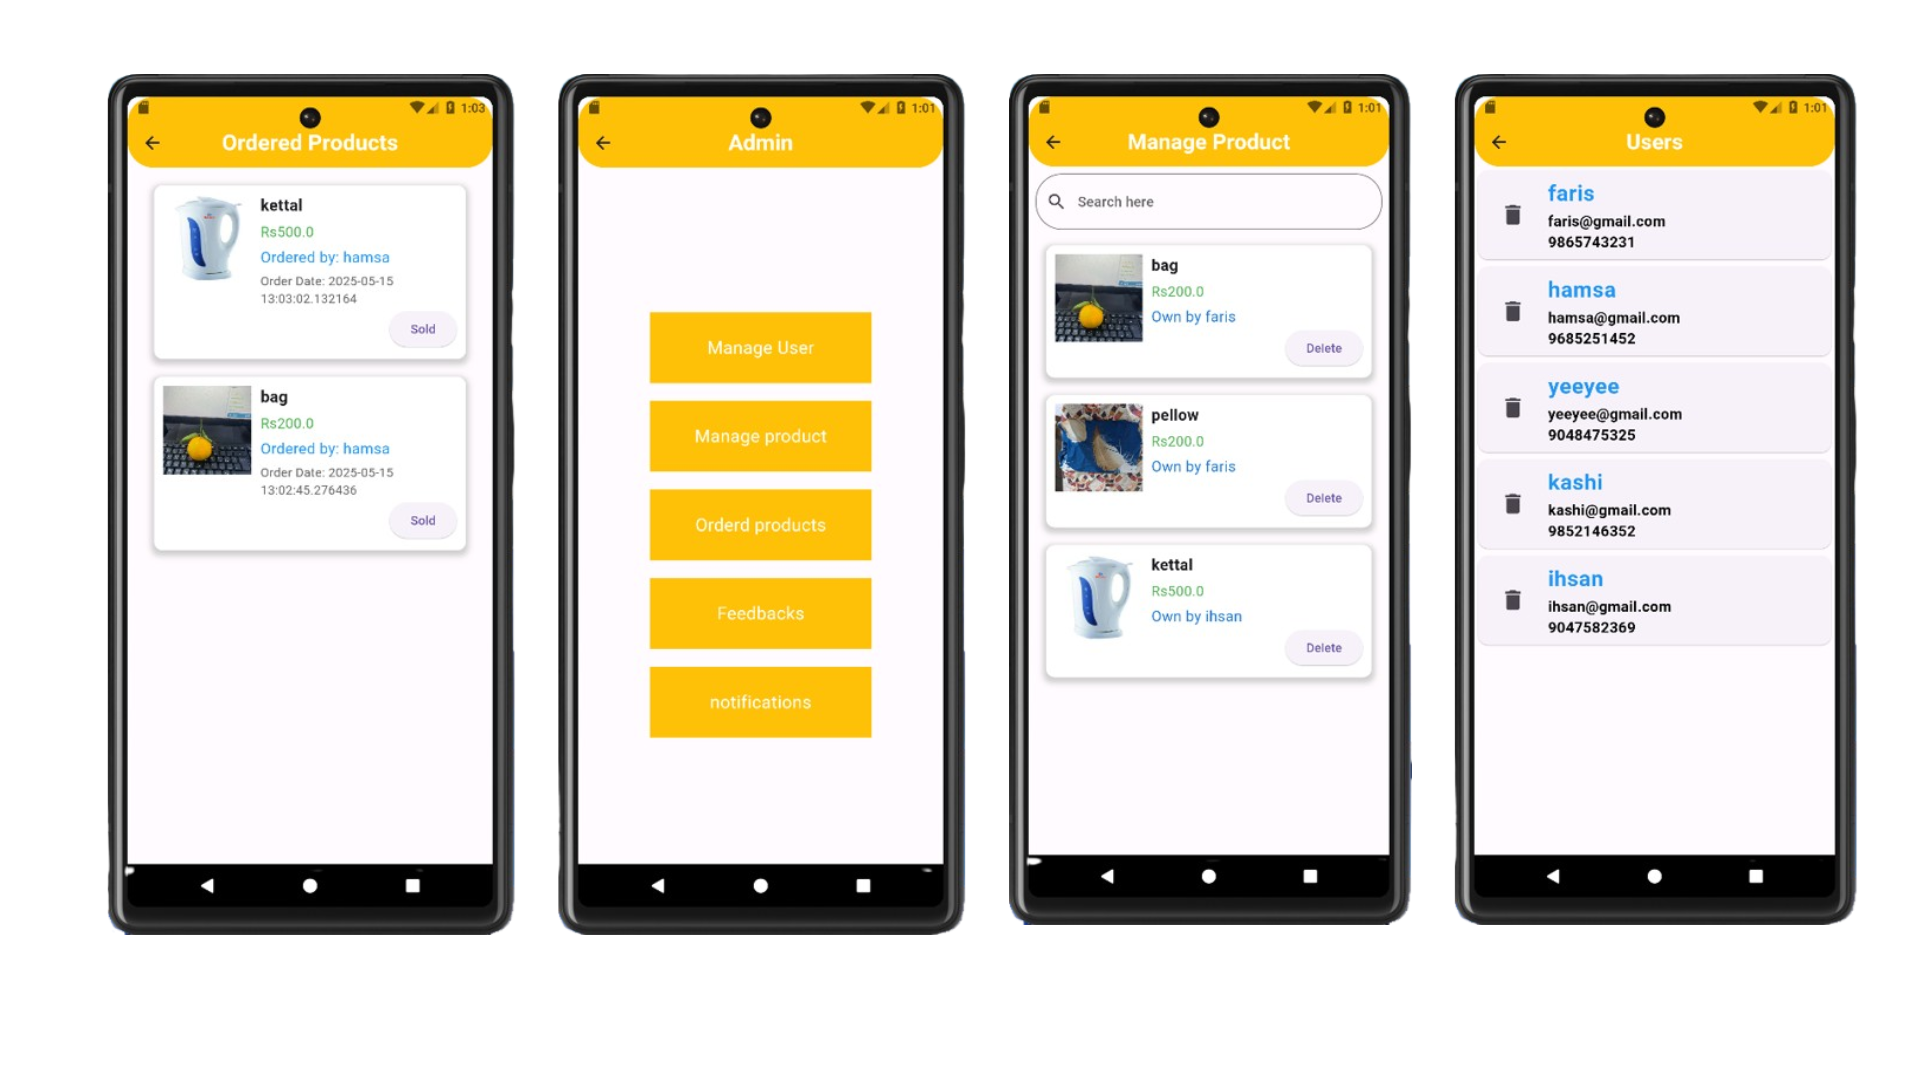 1:03
Ordered Products
kettal
Rs500.0
Ordered by: hamsa
Order Date: 2025-05-15
13:03:02.132164
Sold
bag
Rs200.0
Ordered by: hamsa
Order Date: 2025-05-15
13:02:45.276436
Sold
1:01
Admin
Manage User
Manage product
Orderd products
Feedbacks
notifications
1:01
Manage Product
Search here
bag
Rs200.0
Own by faris
Delete
pellow
Rs200.0
Own by faris
Delete
kettal
Rs500.0
Own by ihsan
Delete
1:01
Users
faris
faris@gmail.com
9865743231
hamsa
hamsa@gmail.com
9685251452
yeeyee
yeeyee@gmail.com
9048475325
kashi
kashi@gmail.com
9852146352
ihsan
ihsan@gmail.com
9047582369